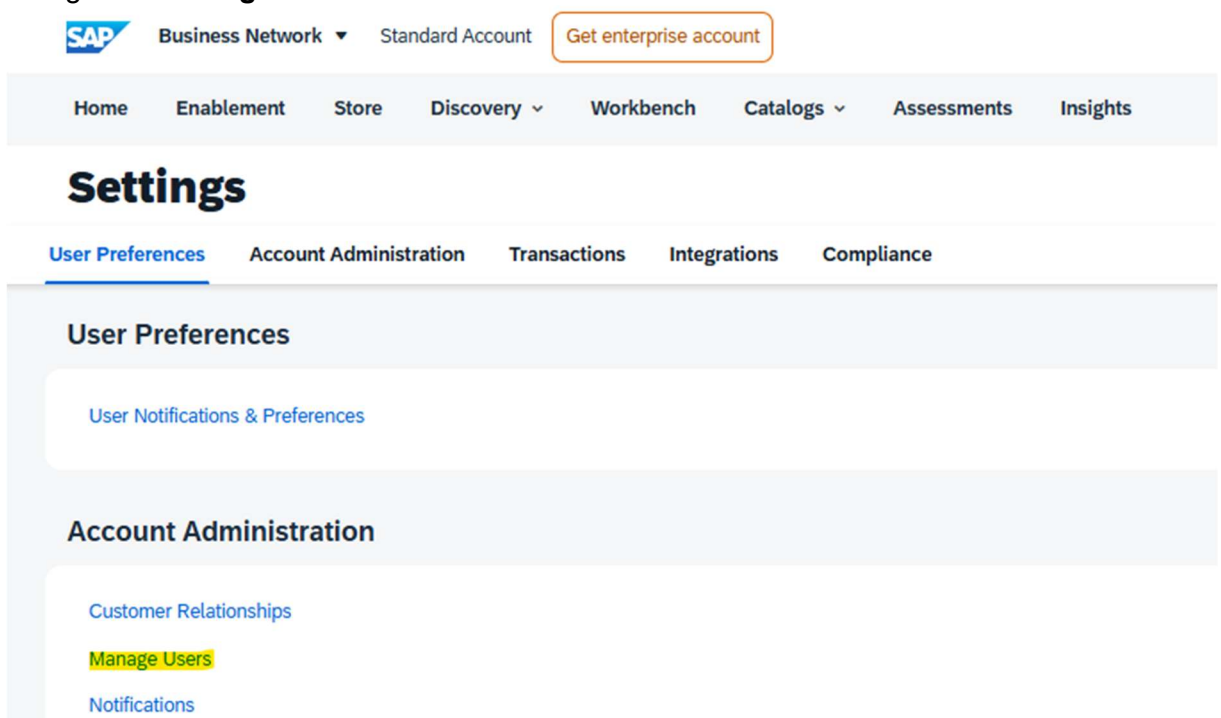 SAP Business Network Standard Account Get enterprise account
Home Enablement Store Discovery Workbench Catalogs Assessments Insights
Settings
User Preferences Account Administration Transactions Integrations Compliance
User Preferences
User Notifications & Preferences
Account Administration
Customer Relationships
Manage Users
Notifications